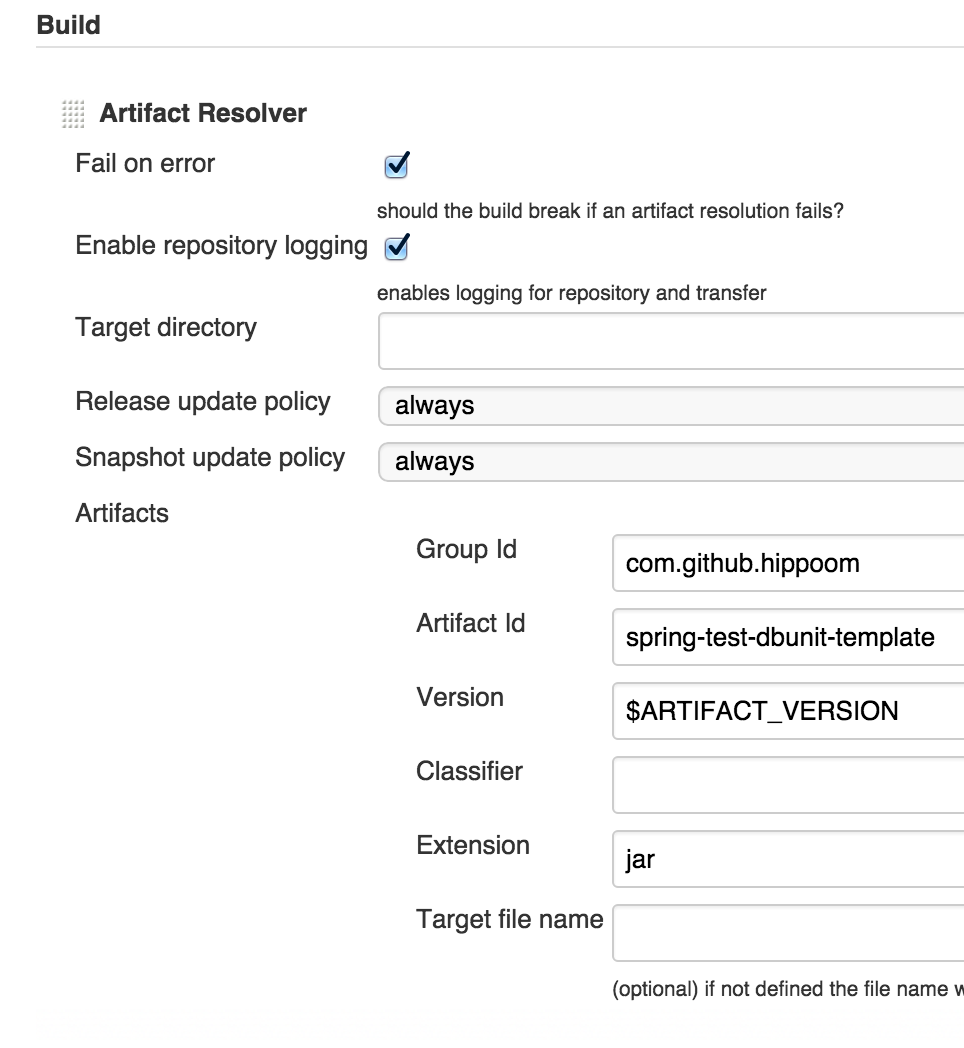 Build
Artifact Resolver
Fail on error
should the build break if an artifact resolution fails?
Enable repository logging
enables logging for repository and transfer
Target directory
Release update policy always
Snapshot update policy always
Artifacts
Group Id com.github.hippoom
Artifact Id spring-test-dbunit-template
Version $ARTIFACT_VERSION
Classifier
Extension jar
Target file name
(optional) if not defined the file name